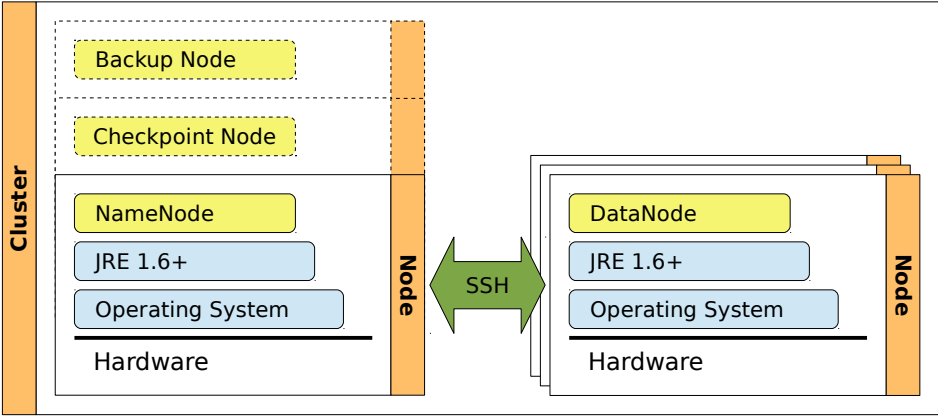 Cluster
Backup Node
Checkpoint Node
NameNode
JRE 1.6+
Operating System
Hardware
Node
SSH
DataNode
JRE 1.6+
Operating System
Hardware
Node